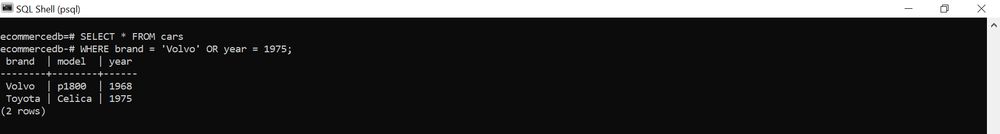 SQL Shell (psql)
ecommercedb=# SELECT * FROM cars
ecommercedb-# WHERE brand = 'Volvo' OR year = 1975;
 brand  | model  | year
--------+--------+------
 Volvo  | p1800  | 1968
 Toyota | Celica | 1975
(2 rows)